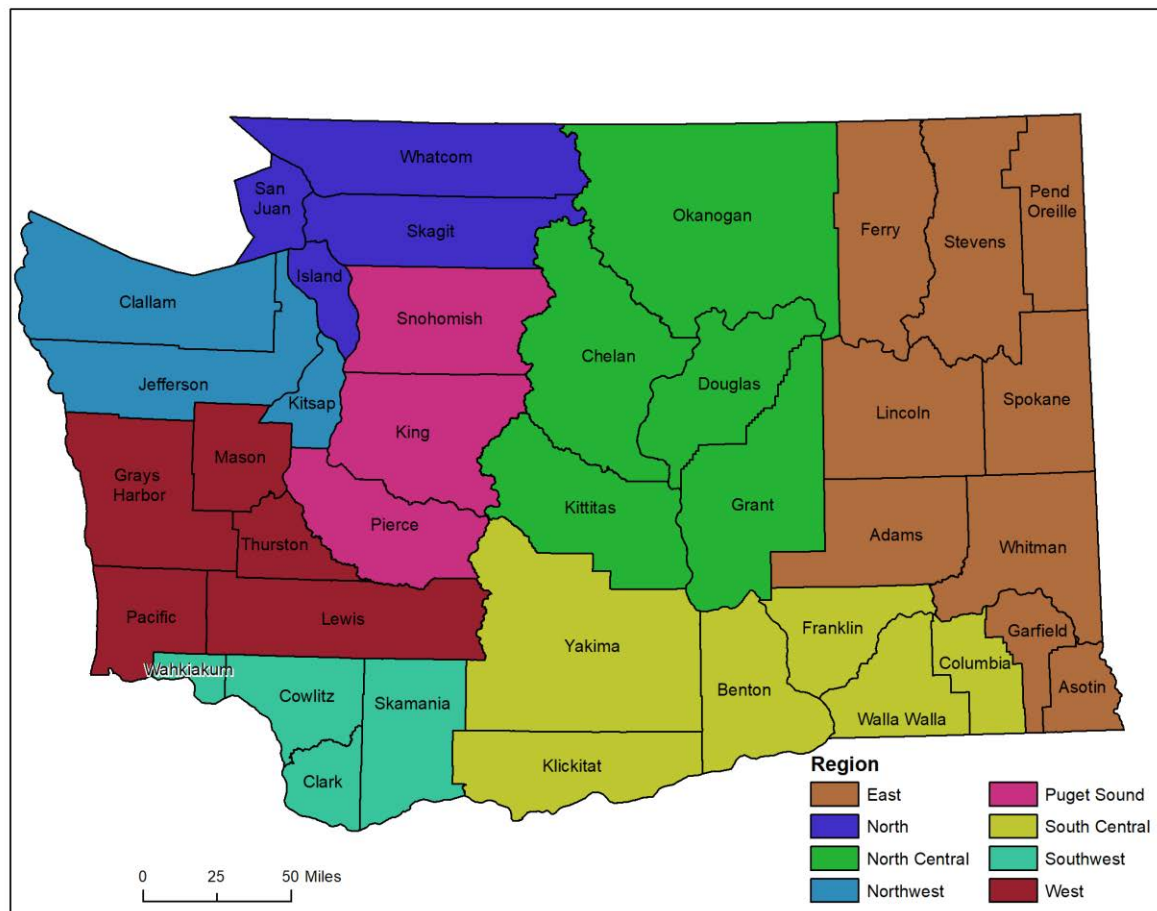 Whatcom
San
Juan
Skagit
Island
Okanogan
Ferry
Stevens
Pend
Oreille
Clallam
Snohomish
Chelan
Douglas
Jefferson
Kitsap
King
Lincoln
Spokane
Mason
Grays
Harbor
Pierce
Kittitas
Grant
Adams
Whitman
Thurston
Pacific
Lewis
Yakima
Franklin
Garfield
Wahkiakum
Cowlitz
Skamania
Benton
Columbia
Asotin
Walla Walla
Clark
Klickitat
Region
East
North
North Central
Northwest
Puget Sound
South Central
Southwest
West
0 25 50 Miles